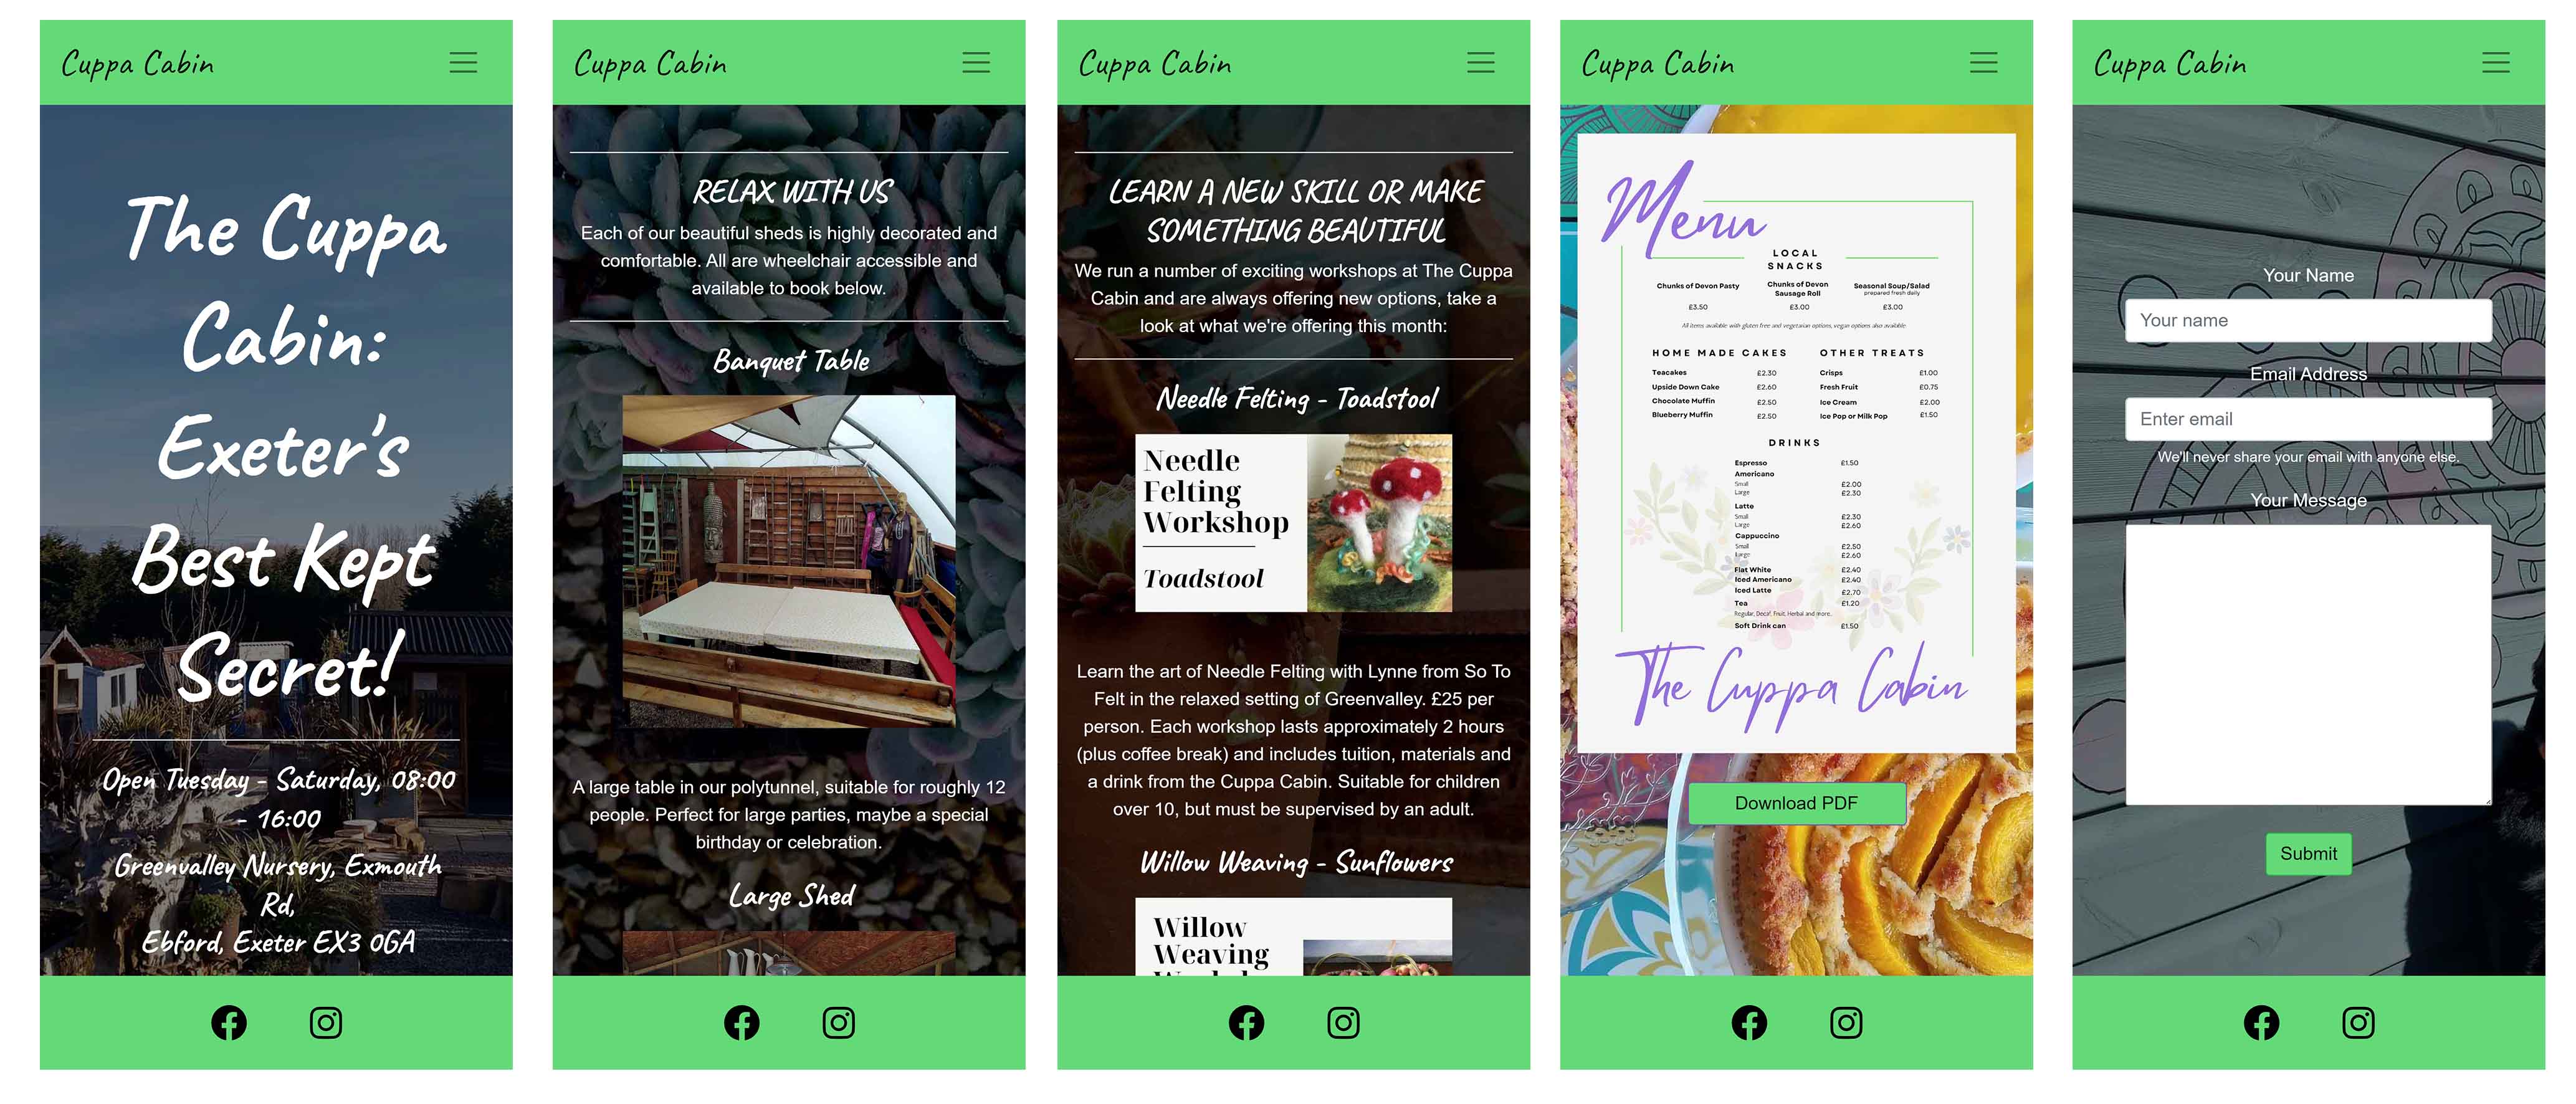 Cuppa Cabin
The Cuppa
Cabin:
Exeter's
Best Kept
Secret!
Open Tuesday - Saturday, 08:00
- 16:00
Greenvalley Nursery, Exmouth
Rd,
Ebford, Exeter EX3 0GA
Cuppa Cabin
RELAX WITH US
Each of our beautiful sheds is highly decorated and
comfortable. All are wheelchair accessible and
available to book below.
Banquet Table
A large table in our polytunnel, suitable for roughly 12
people. Perfect for large parties, maybe a special
birthday or celebration.
Large Shed
Cuppa Cabin
LEARN A NEW SKILL OR MAKE
SOMETHING BEAUTIFUL
We run a number of exciting workshops at The Cuppa
Cabin and are always offering new options, take a
look at what we're offering this month:
Needle Felting - Toadstool
Needle
Felting
Workshop
Toadstool
Learn the art of Needle Felting with Lynne from So To
Felt in the relaxed setting of Greenvalley. £25 per
person. Each workshop lasts approximately 2 hours
(plus coffee break) and includes tuition, materials and
a drink from the Cuppa Cabin. Suitable for children
over 10, but must be supervised by an adult.
Willow Weaving - Sunflowers
Willow
Weaving
Cuppa Cabin
Menu
LOCAL
SNACKS
Chunks of Devon Pasty
£3.50
Chunks of Devon
Sausage Roll
£3.00
Seasonal Soup/Salad
prepared fresh daily
£3.00
All items available with gluten free and vegetarian options, vegan options also available.
HOME MADE CAKES
Teacakes £2.30
Upside Down Cake £2.60
Chocolate Muffin £2.50
Blueberry Muffin £2.50
OTHER TREATS
Crisps £1.00
Fresh Fruit £0.75
Ice Cream £2.00
Ice Pop or Milk Pop £1.50
DRINKS
Espresso £1.50
Americano
Small £2.00
Large £2.30
Latte
Small £2.30
Large £2.60
Cappuccino
Small £2.50
Large £2.60
Flat White £2.40
Iced Americano £2.40
Iced Latte £2.70
Tea £1.20
Regular, Decaf, Fruit, Herbal and more.
Soft Drink can £1.50
The Cuppa Cabin
Download PDF
Cuppa Cabin
Your Name
Your name
Email Address
Enter email
We'll never share your email with anyone else.
Your Message
Submit